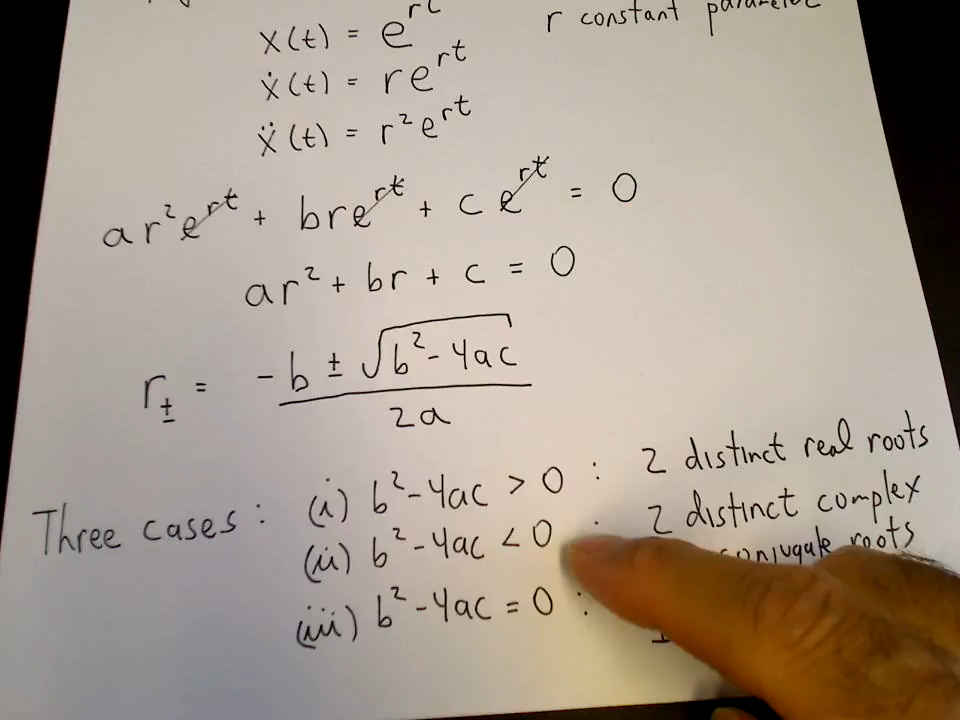 x(t) = e^{rt}   r constant
ẋ(t) = re^{rt}
ẍ(t) = r²e^{rt}
ar²e^{rt} + bre^{rt} + ce^{rt} = 0
ar² + br + c = 0
r_± = (-b ± √(b²-4ac)) / 2a
Three cases: (i) b²-4ac > 0 : 2 distinct real roots
(ii) b²-4ac < 0 : 2 distinct complex
conjugate roots
(iii) b²-4ac = 0 :